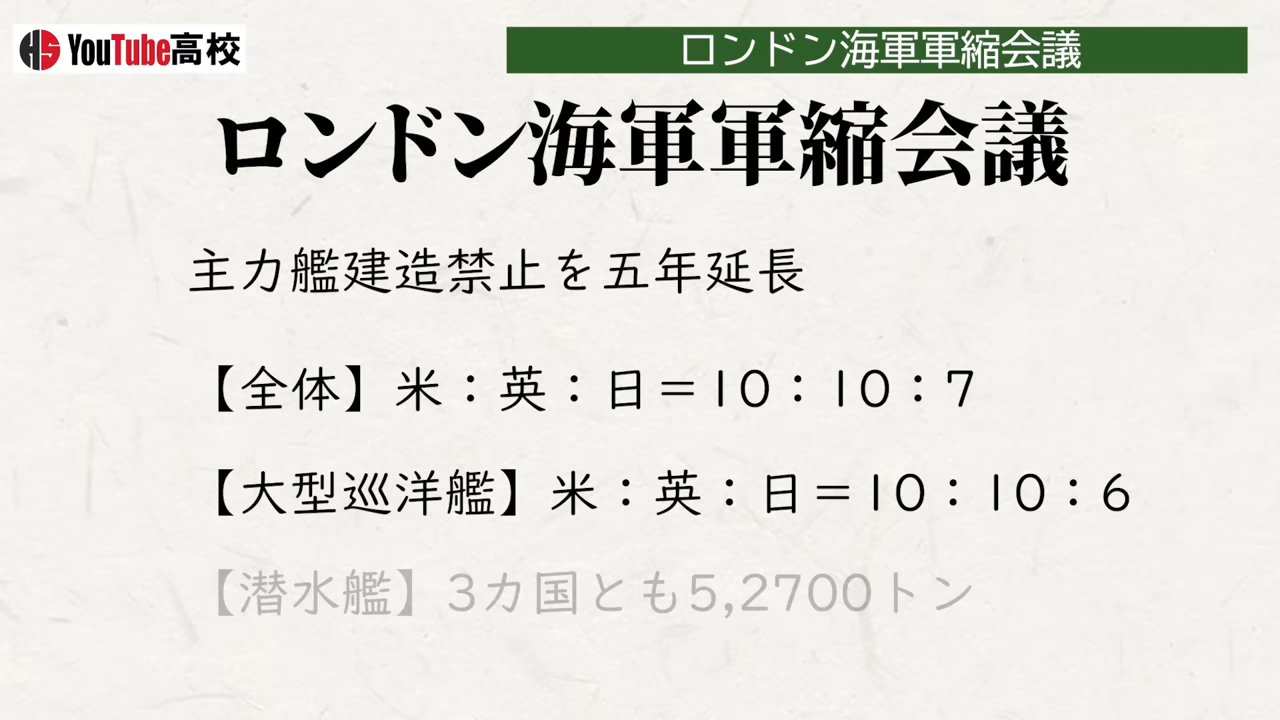 HS YouTube高校
ロンドン海軍軍縮会議
ロンドン海軍軍縮会議
主力艦建造禁止を五年延長
【全体】米：英：日＝10：10：7
【大型巡洋艦】米：英：日＝10：10：6
【潜水艦】3カ国とも5,2700トン